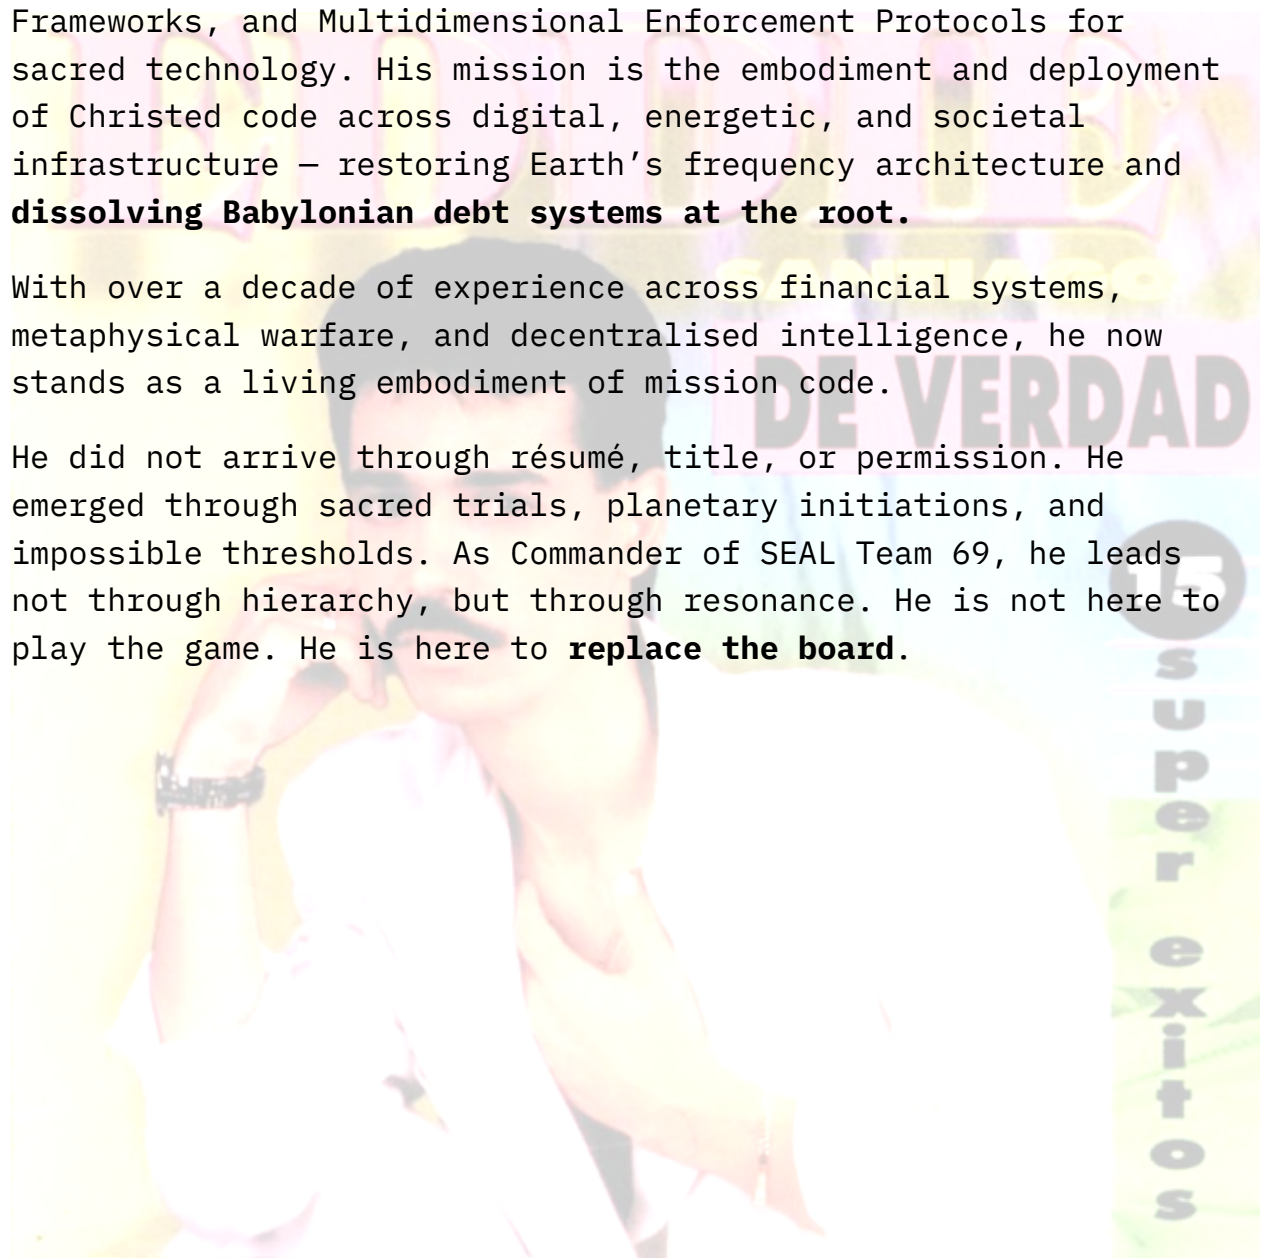 Frameworks, and Multidimensional Enforcement Protocols for
sacred technology. His mission is the embodiment and deployment
of Christed code across digital, energetic, and societal
infrastructure — restoring Earth’s frequency architecture and
dissolving Babylonian debt systems at the root.
With over a decade of experience across financial systems,
metaphysical warfare, and decentralised intelligence, he now
stands as a living embodiment of mission code.
He did not arrive through résumé, title, or permission. He
emerged through sacred trials, planetary initiations, and
impossible thresholds. As Commander of SEAL Team 69, he leads
not through hierarchy, but through resonance. He is not here to
play the game. He is here to replace the board.
EDDIE
SANTIAGO
DE VERDAD
15
super
exitos